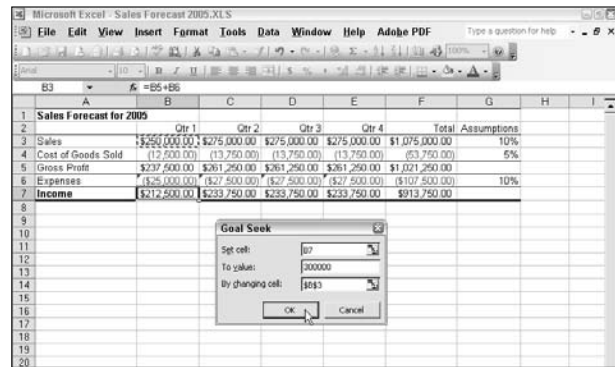 Microsoft Excel - Sales Forecast 2005.XLS
File Edit View Insert Format Tools Data Window Help Adobe PDF Type a question for help
Arial 10 B I U $ %
100%
B3 fx =B5+B6
A B C D E F G H I
1 Sales Forecast for 2005
2 Qtr 1 Qtr 2 Qtr 3 Qtr 4 Total Assumptions
3 Sales $250,000.00 $275,000.00 $275,000.00 $275,000.00 $1,075,000.00 10%
4 Cost of Goods Sold (12,500.00) (13,750.00) (13,750.00) (13,750.00) (53,750.00) 5%
5 Gross Profit $237,500.00 $261,250.00 $261,250.00 $261,250.00 $1,021,250.00
6 Expenses ($25,000.00) ($27,500.00) ($27,500.00) ($27,500.00) ($107,500.00) 10%
7 Income $212,500.00 $233,750.00 $233,750.00 $233,750.00 $913,750.00
8
9
10
11
12
13
14
15
16
17
18
19
20
Goal Seek
Set cell: B7
To value: 300000
By changing cell: $B$3
OK Cancel